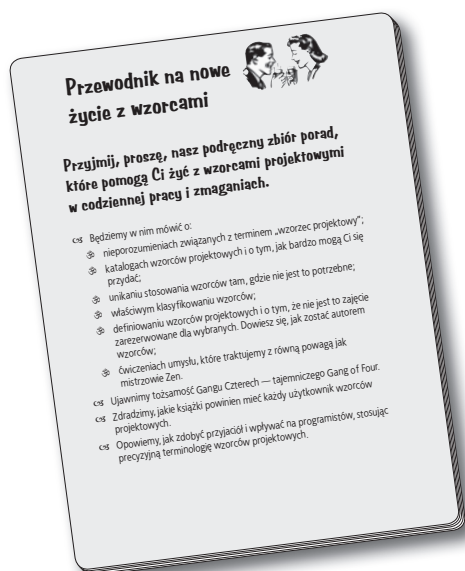 Przewodnik na nowe
życie z wzorcami
Przyjmij, proszę, nasz podręczny zbiór porad,
które pomogą Ci żyć z wzorcami projektowymi
w codziennej pracy i zmaganiach.
Będziemy w nim mówić o:
nieporozumieniach związanych z terminem „wzorzec projektowy”;
katalogach wzorców projektowych i o tym, jak bardzo mogą Ci się
przydać;
unikaniu stosowania wzorców tam, gdzie nie jest to potrzebne;
właściwym klasyfikowaniu wzorców;
definiowaniu wzorców projektowych i o tym, że nie jest to zajęcie
zarezerwowane dla wybranych. Dowiesz się, jak zostać autorem
wzorców;
ćwiczeniach umysłu, które traktujemy z równą powagą jak
mistrzowie Zen.
Ujawnimy tożsamość Gangu Czterech — tajemniczego Gang of Four.
Zdradzimy, jakie książki powinien mieć każdy użytkownik wzorców
projektowych.
Opowiemy, jak zdobyć przyjaciół i wpływać na programistów, stosując
precyzyjną terminologię wzorców projektowych.